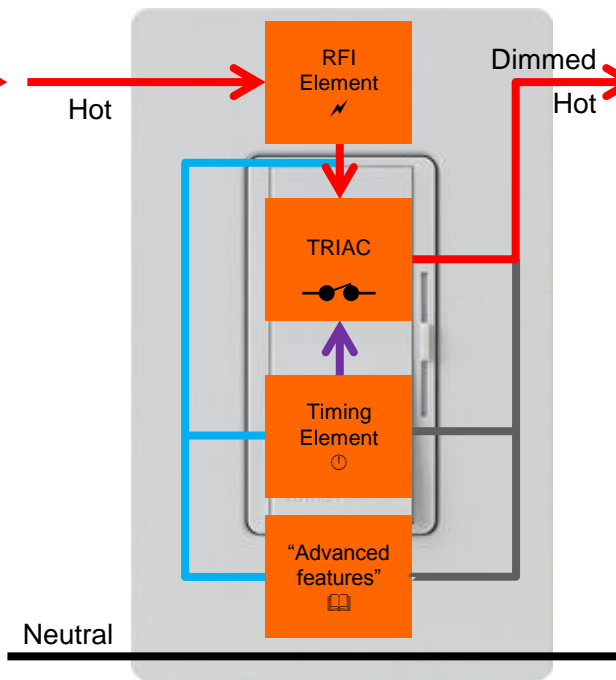 RFI
Element
Dimmed
Hot
Hot
TRIAC
Timing
Element
“Advanced
features”
Neutral